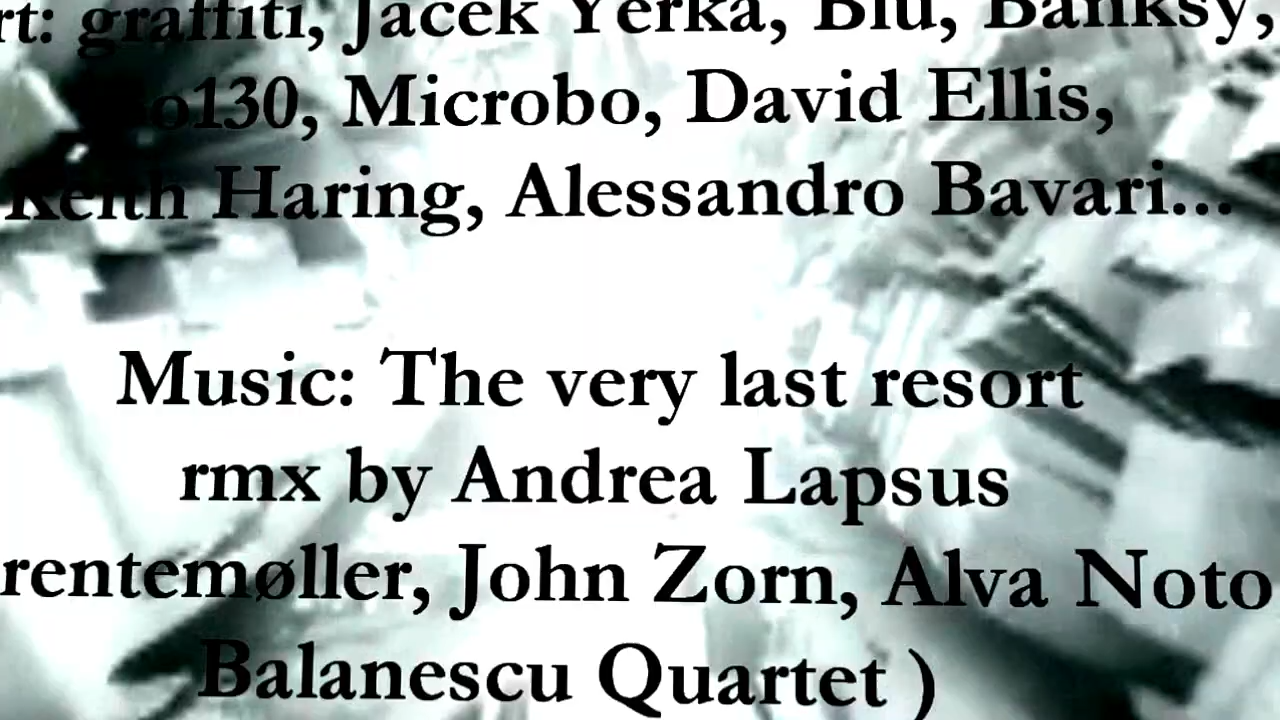 rt: graffiti, Jacek Yerka, Blu, Banksy,
o130, Microbo, David Ellis,
Keith Haring, Alessandro Bavari...
Music: The very last resort
rmx by Andrea Lapsus
rentemøller, John Zorn, Alva Noto
Balanescu Quartet )